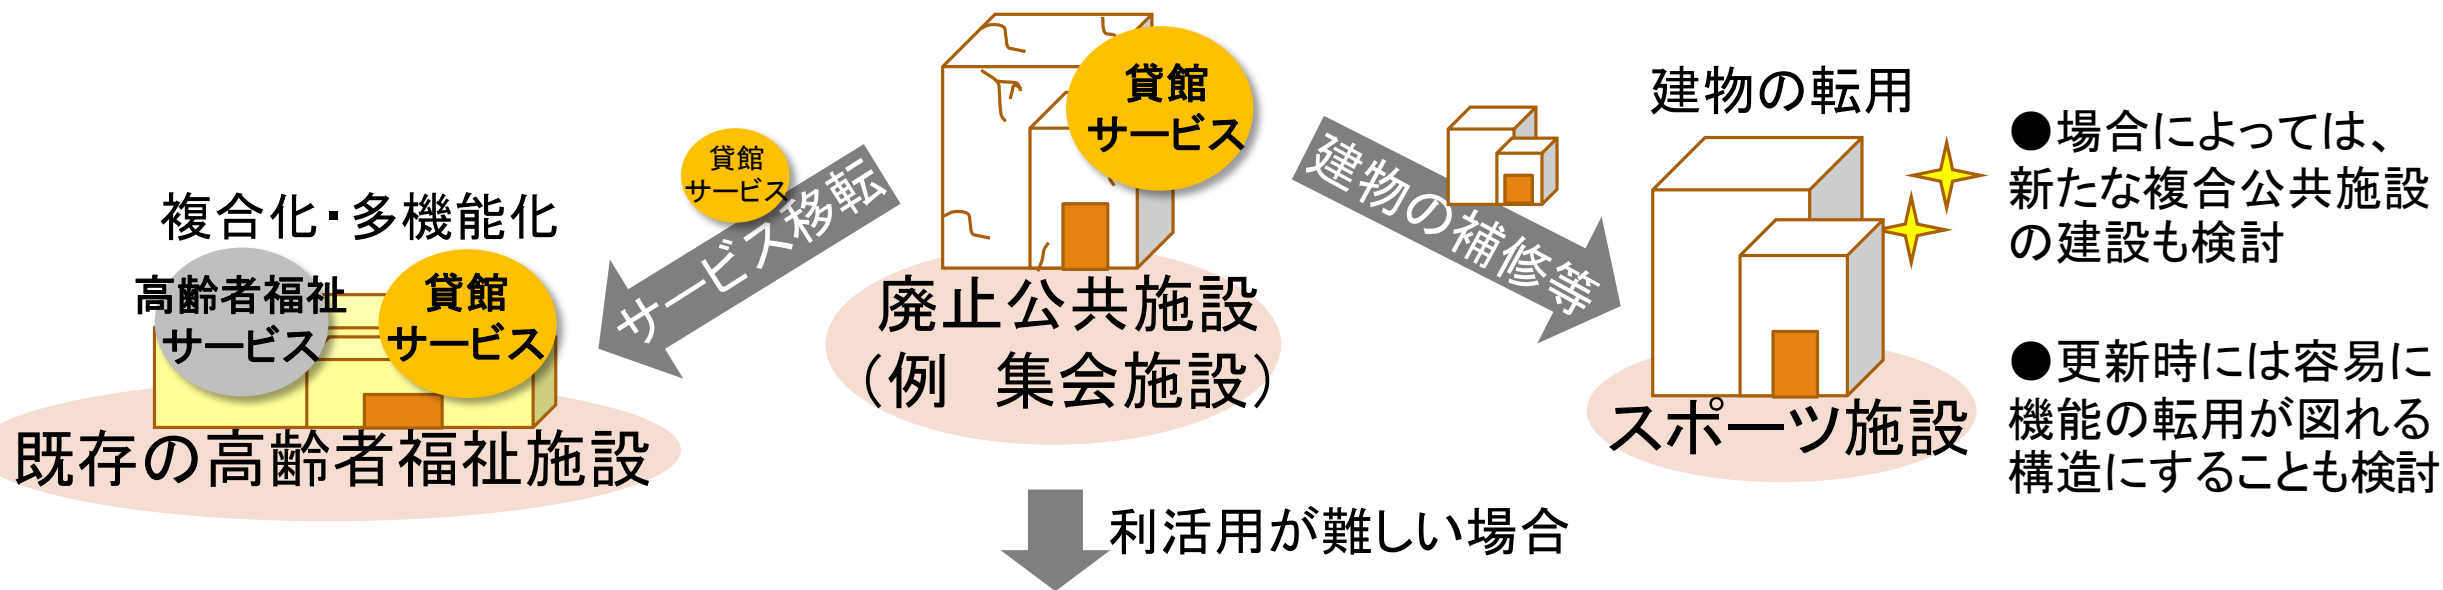 複合化・多機能化
高齢者福祉
サービス
貸館
サービス
既存の高齢者福祉施設
貸館
サービス
サービス移転
貸館
サービス
廃止公共施設
（例　集会施設）
建物の補修等
建物の転用
スポーツ施設
●場合によっては、
新たな複合公共施設
の建設も検討
●更新時には容易に
機能の転用が図れる
構造にすることも検討
利活用が難しい場合